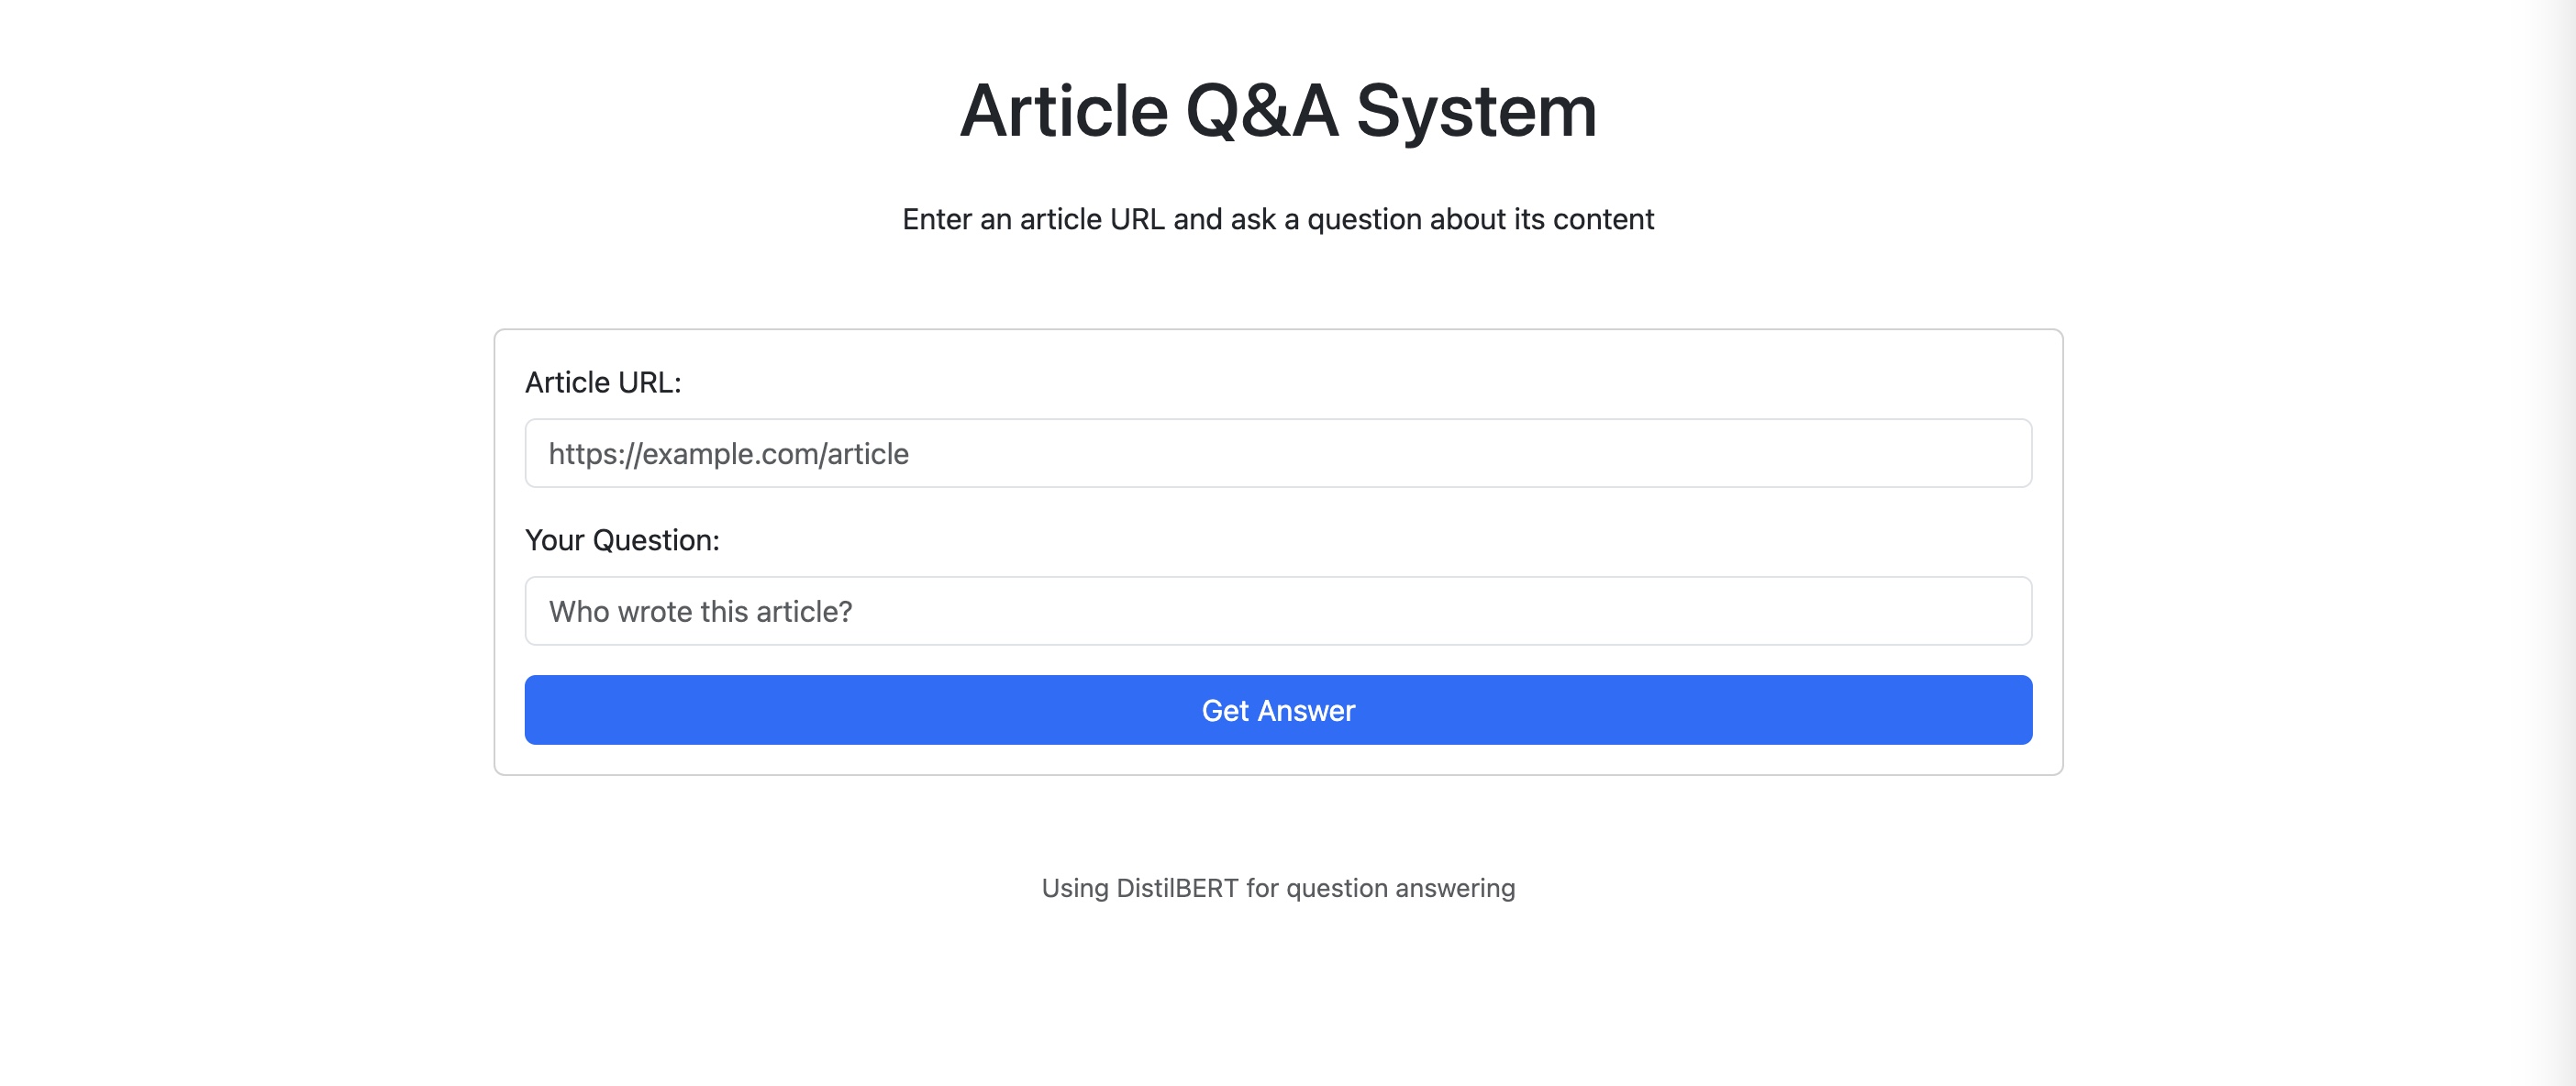 Article Q&A System
Enter an article URL and ask a question about its content
Article URL:
https://example.com/article
Your Question:
Who wrote this article?
Get Answer
Using DistilBERT for question answering